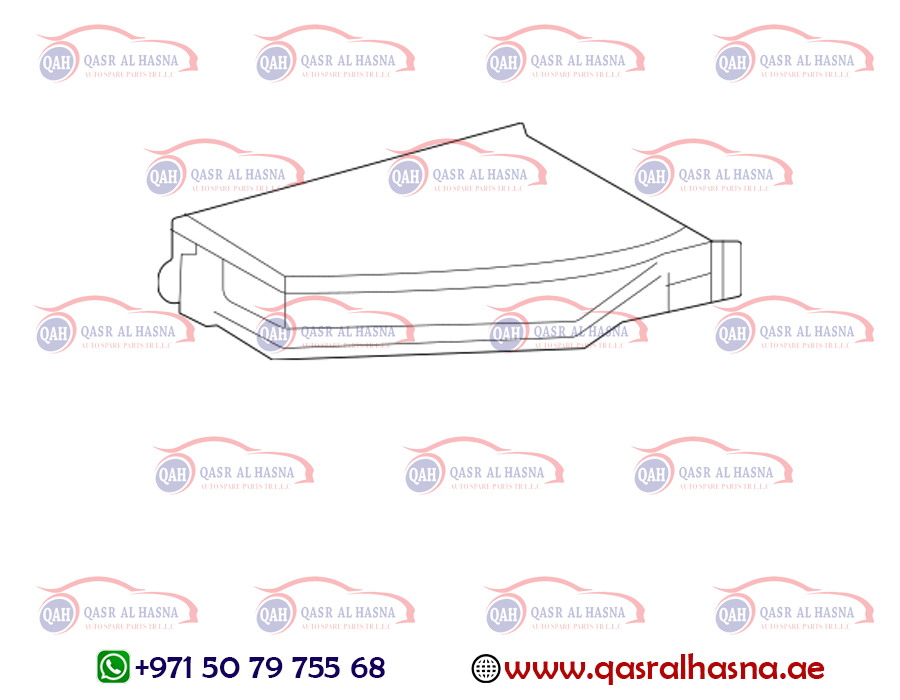 QAH QASR AL HASNA QAH QASR AL HASNA QAH QASR AL HASNA QAH QASR AL HASNA
AUTO SPARE PARTS TR L.L.C AUTO SPARE PARTS TR L.L.C AUTO SPARE PARTS TR L.L.C AUTO SPARE PARTS TR L.L.C
QAH QASR AL HASNA QAH QASR AL HASNA QAH QASR AL HASNA
AUTO SPARE PARTS TR L.L.C AUTO SPARE PARTS TR L.L.C AUTO SPARE PARTS TR L.L.C
QAH QASR AL HASNA QAH QASR AL HASNA QAH QASR AL HASNA QAH QASR AL HASNA
AUTO SPARE PARTS TR L.L.C AUTO SPARE PARTS TR L.L.C AUTO SPARE PARTS TR L.L.C AUTO SPARE PARTS TR L.L.C
QAH QASR AL HASNA QAH QASR AL HASNA QAH QASR AL HASNA
AUTO SPARE PARTS TR L.L.C AUTO SPARE PARTS TR L.L.C AUTO SPARE PARTS TR L.L.C
QAH QASR AL HASNA QAH QASR AL HASNA QAH QASR AL HASNA QAH QASR AL HASNA
AUTO SPARE PARTS TR L.L.C AUTO SPARE PARTS TR L.L.C AUTO SPARE PARTS TR L.L.C AUTO SPARE PARTS TR L.L.C
+971 50 79 755 68 www.qasralhasna.ae